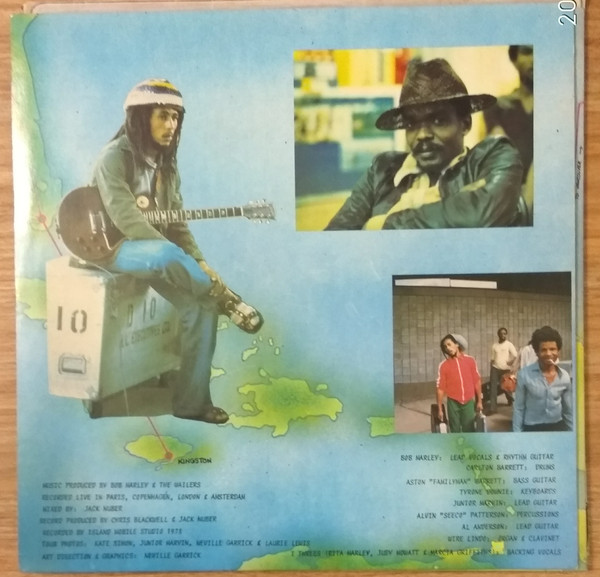 20
10
D 10
KINGSTON
MUSIC PRODUCED BY BOB MARLEY & THE WAILERS
RECORDED LIVE IN PARIS, COPENHAGEN, LONDON & AMSTERDAM
MIXED BY: JACK NUBER
RECORD PRODUCED BY CHRIS BLACKWELL & JACK NUBER
RECORDED BY ISLAND MOBILE STUDIO 1978
TOUR PHOTOS: KATE SIMON, JUNIOR MARVIN, NEVILLE GARRICK &
ART DIRECTION & GRAPHICS: NEVILLE GARRICK
BOB MARLEY: LEAD VOCALS & RHYTHM GUITAR
CARLTON BARRETT: DRUMS
ASTON "FAMILYMAN" BARRETT: BASS GUITAR
TYRONE DOWNIE: KEYBOARDS
JUNIOR MARVIN: LEAD GUITAR
ALVIN "SEECO" PATTERSON: PERCUSSIONS
AL ANDERSON: LEAD GUITAR
WIRE LINDO: ORGAN & CLAVINET
I THREES (RITA MARLEY, JUDY MOWATT & MARCIA GRIFFITHS): BACKING VOCALS